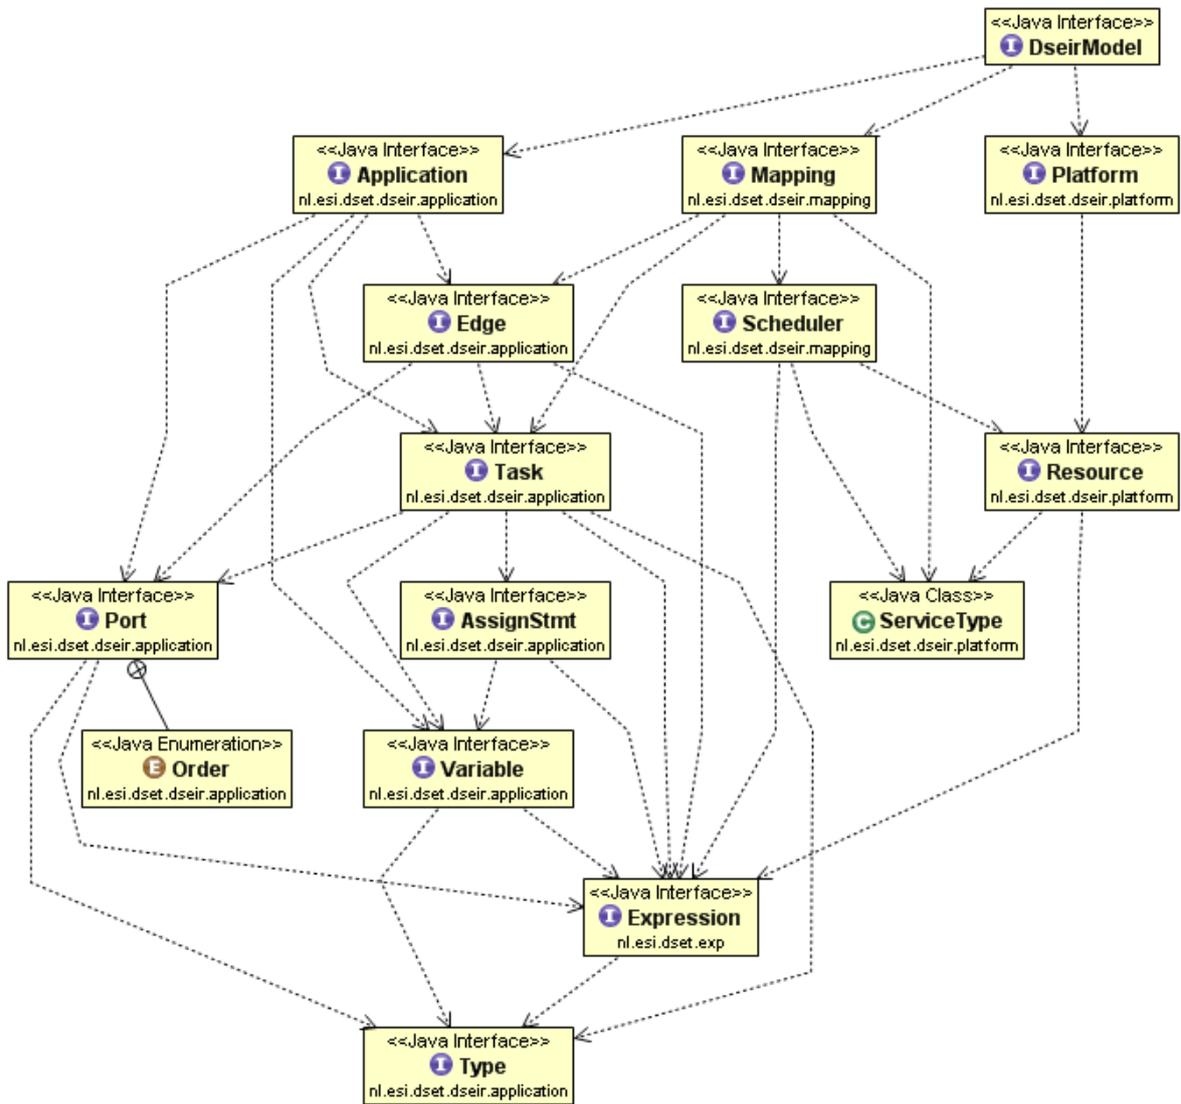 <<Java Interface>>
DseirModel
<<Java Interface>>
Application
nl.esi.dset.dseir.application
<<Java Interface>>
Mapping
nl.esi.dset.dseir.mapping
<<Java Interface>>
Platform
nl.esi.dset.dseir.platform
<<Java Interface>>
Edge
nl.esi.dset.dseir.application
<<Java Interface>>
Scheduler
nl.esi.dset.dseir.mapping
<<Java Interface>>
Task
nl.esi.dset.dseir.application
<<Java Interface>>
Resource
nl.esi.dset.dseir.platform
<<Java Interface>>
Port
nl.esi.dset.dseir.application
<<Java Interface>>
AssignStmt
nl.esi.dset.dseir.application
<<Java Class>>
ServiceType
nl.esi.dset.dseir.platform
<<Java Enumeration>>
Order
nl.esi.dset.dseir.application
<<Java Interface>>
Variable
nl.esi.dset.dseir.application
<<Java Interface>>
Expression
nl.esi.dset.exp
<<Java Interface>>
Type
nl.esi.dset.dseir.application